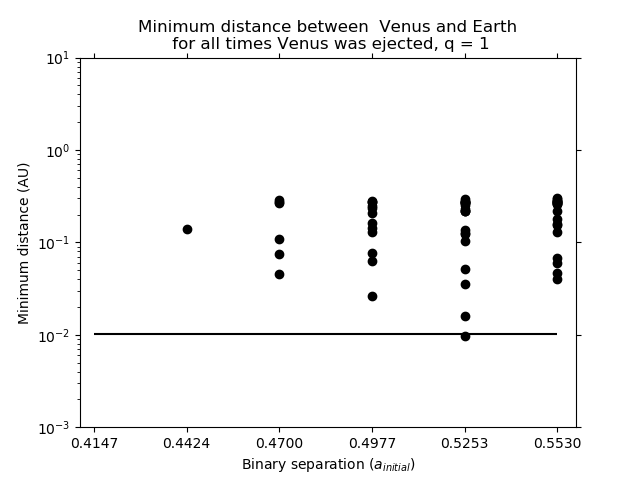 Minimum distance between  Venus and Earth
for all times Venus was ejected, q = 1
10^1
10^0
10^-1
10^-2
10^-3
Minimum distance (AU)
0.4147 0.4424 0.4700 0.4977 0.5253 0.5530
Binary separation (a_initial)